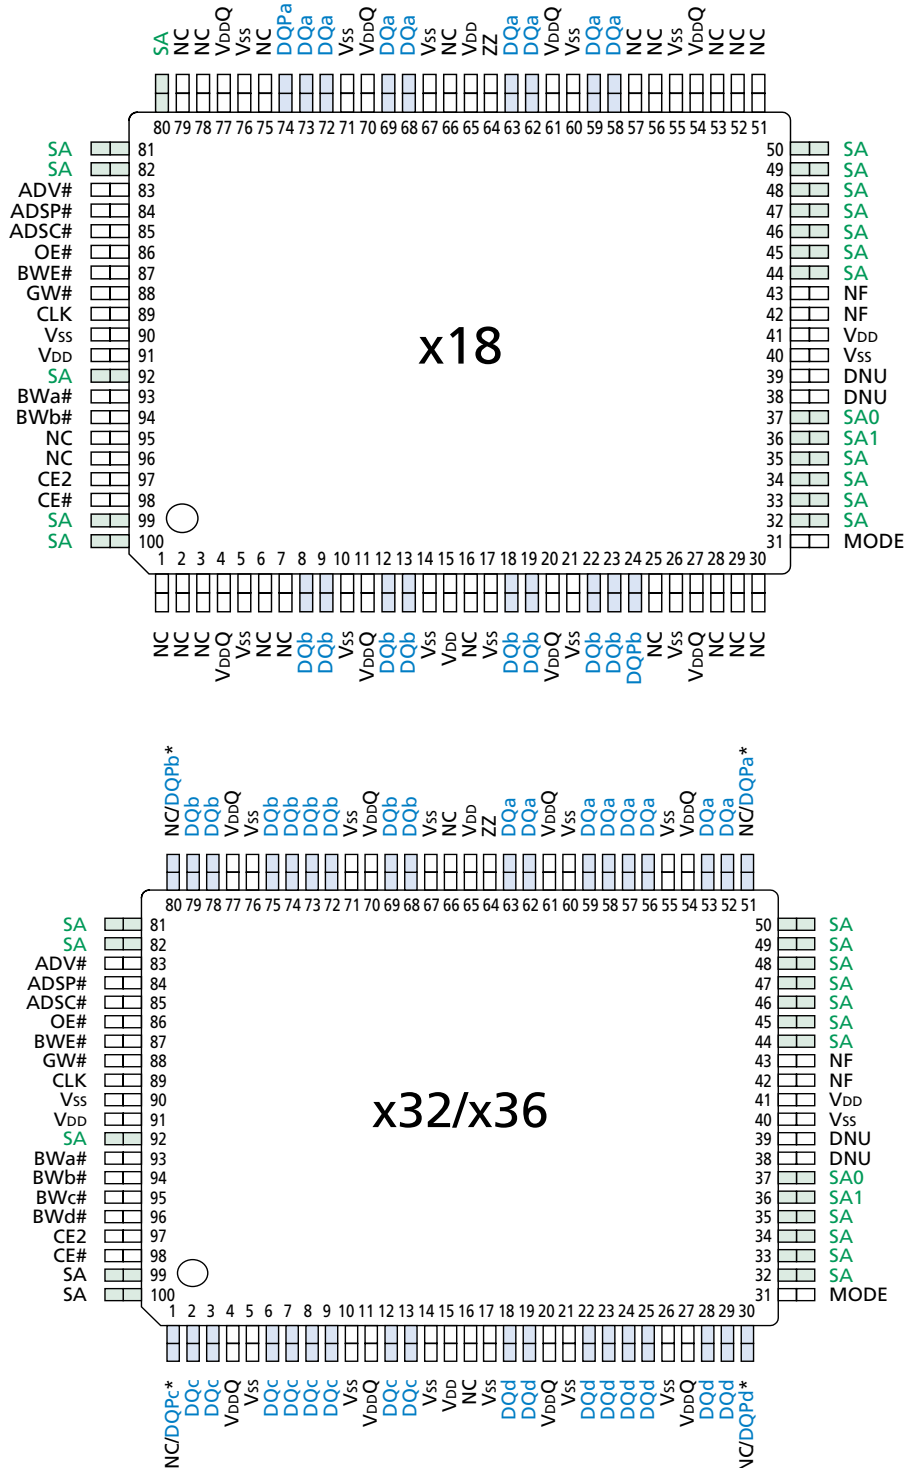 SA NC NC VDDQ VSS NC DQPa DQa DQa VSS VDDQ DQa DQa VSS NC VDD ZZ DQa DQa VDDQ VSS DQa DQa NC NC VSS VDDQ NC NC NC
80 79 78 77 76 75 74 73 72 71 70 69 68 67 66 65 64 63 62 61 60 59 58 57 56 55 54 53 52 51
SA 81 50 SA
SA 82 49 SA
ADV# 83 48 SA
ADSP# 84 47 SA
ADSC# 85 46 SA
OE# 86 45 SA
BWE# 87 44 SA
GW# 88 43 NF
CLK 89 42 NF
VSS 90 41 VDD
x18
VDD 91 40 VSS
SA 92 39 DNU
BWa# 93 38 DNU
BWb# 94 37 SA0
NC 95 36 SA1
NC 96 35 SA
CE2 97 34 SA
CE# 98 33 SA
SA 99 32 SA
SA 100 31 MODE
1 2 3 4 5 6 7 8 9 10 11 12 13 14 15 16 17 18 19 20 21 22 23 24 25 26 27 28 29 30
NC NC NC VDDQ VSS NC NC DQb DQb VSS VDDQ DQb DQb VSS VDD NC VSS DQb DQb VDDQ VSS DQb DQb DQPb NC VSS VDDQ NC NC NC
NC/DQPb* DQb DQb VDDQ VSS DQb DQb DQb DQb VSS VDDQ DQb DQb VSS NC VDD ZZ DQa DQa VDDQ VSS DQa DQa DQa DQa VSS VDDQ DQa DQa NC/DQPa*
80 79 78 77 76 75 74 73 72 71 70 69 68 67 66 65 64 63 62 61 60 59 58 57 56 55 54 53 52 51
SA 81 50 SA
SA 82 49 SA
ADV# 83 48 SA
ADSP# 84 47 SA
ADSC# 85 46 SA
OE# 86 45 SA
BWE# 87 44 SA
GW# 88 43 NF
CLK 89 42 NF
VSS 90 41 VDD
x32/x36
VDD 91 40 VSS
SA 92 39 DNU
BWa# 93 38 DNU
BWb# 94 37 SA0
BWc# 95 36 SA1
BWd# 96 35 SA
CE2 97 34 SA
CE# 98 33 SA
SA 99 32 SA
SA 100 31 MODE
1 2 3 4 5 6 7 8 9 10 11 12 13 14 15 16 17 18 19 20 21 22 23 24 25 26 27 28 29 30
NC/DQPc* DQc DQc VDDQ VSS DQc DQc DQc DQc VSS VDDQ DQc DQc VSS VDD NC VSS DQd DQd VDDQ VSS DQd DQd DQd DQd VSS VDDQ DQd DQd NC/DQPd*